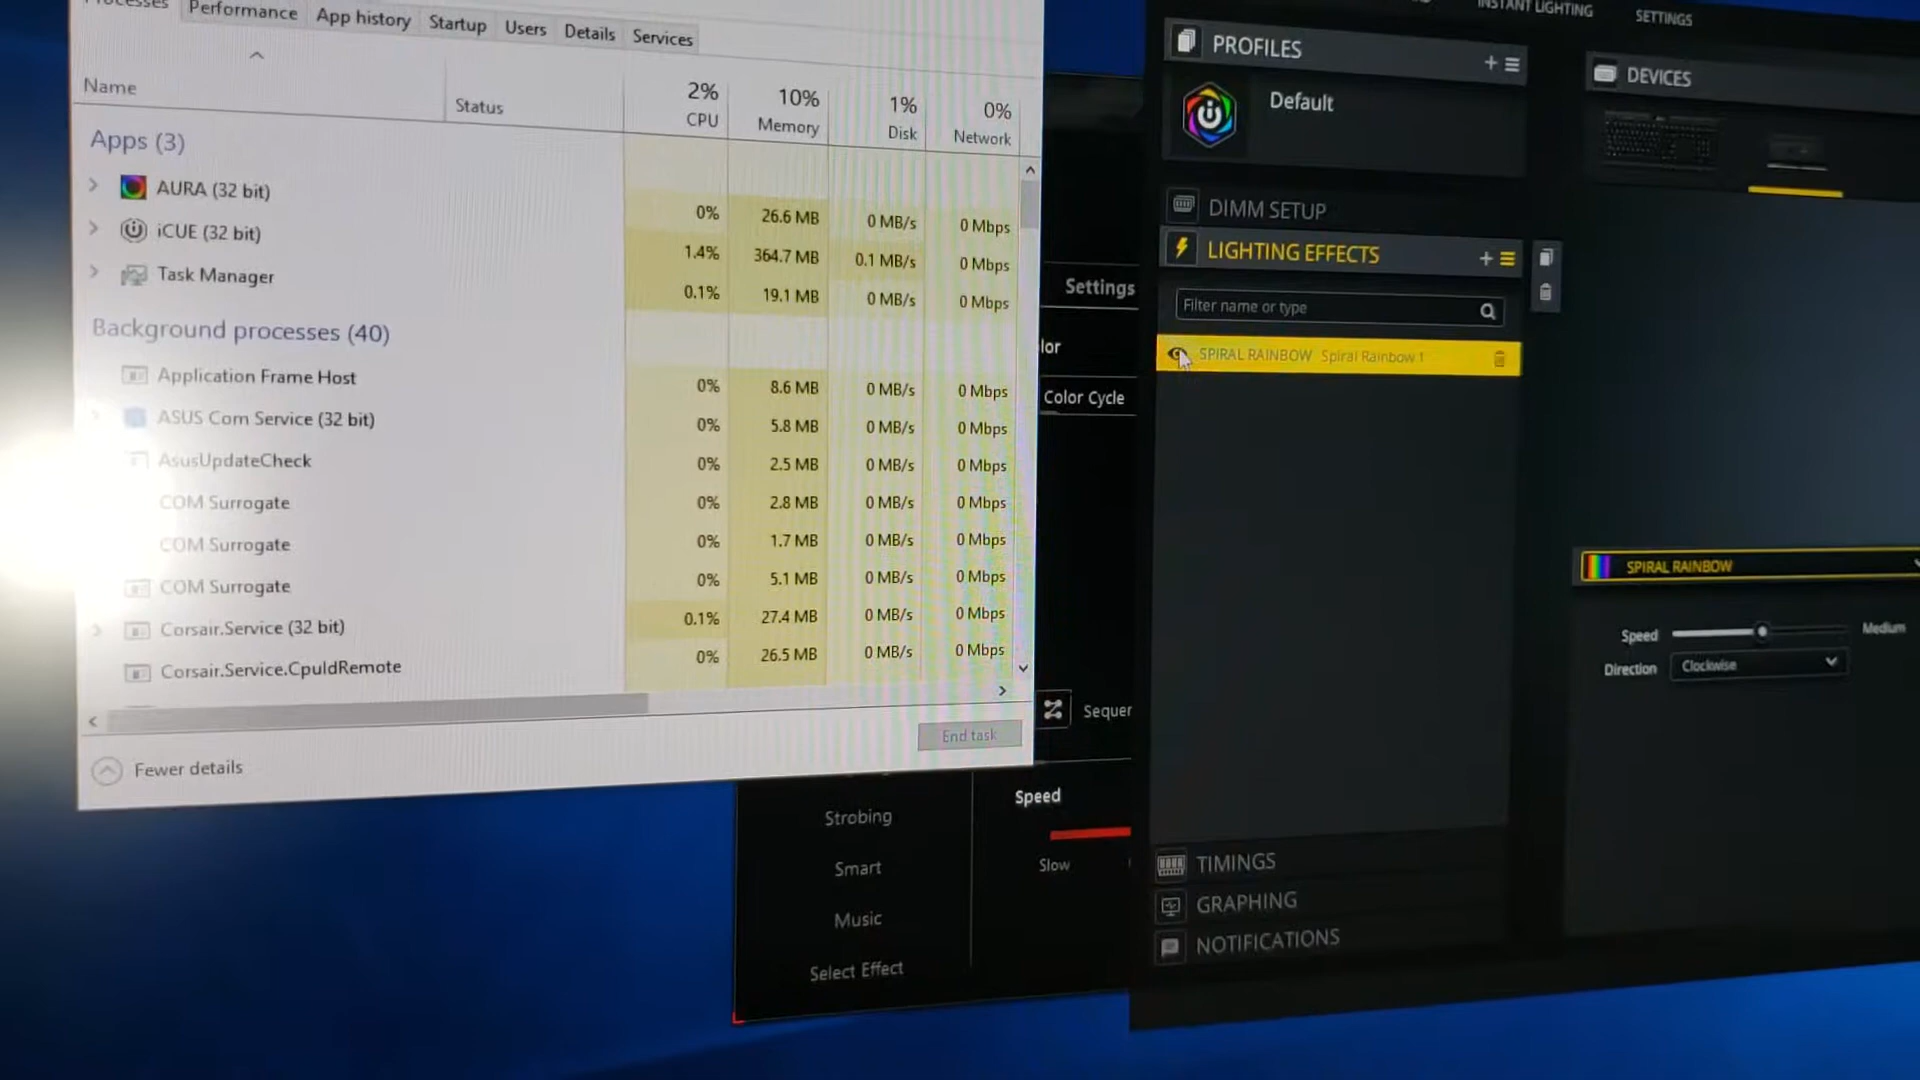 Processes Performance App history Startup Users Details Services
Name Status 2% CPU 10% Memory 1% Disk 0% Network
Apps (3)
AURA (32 bit) 0% 26.6 MB 0 MB/s 0 Mbps
iCUE (32 bit) 1.4% 364.7 MB 0.1 MB/s 0 Mbps
Task Manager 0.1% 19.1 MB 0 MB/s 0 Mbps
Background processes (40)
Application Frame Host 0% 8.6 MB 0 MB/s 0 Mbps
ASUS Com Service (32 bit) 0% 5.8 MB 0 MB/s 0 Mbps
AsusUpdateCheck 0% 2.5 MB 0 MB/s 0 Mbps
COM Surrogate 0% 2.8 MB 0 MB/s 0 Mbps
COM Surrogate 0% 1.7 MB 0 MB/s 0 Mbps
COM Surrogate 0% 5.1 MB 0 MB/s 0 Mbps
Corsair.Service (32 bit) 0.1% 27.4 MB 0 MB/s 0 Mbps
Corsair.Service.CpuIdRemote 0% 26.5 MB 0 MB/s 0 Mbps
End task
Fewer details
Settings
lor
Color Cycle
Sequer
Strobing
Smart
Music
Select Effect
Speed
Slow
INSTANT LIGHTING SETTINGS
PROFILES
Default
DIMM SETUP
LIGHTING EFFECTS
Filter name or type
SPIRAL RAINBOW Spiral Rainbow 1
TIMINGS
GRAPHING
NOTIFICATIONS
DEVICES
SPIRAL RAINBOW
Speed Medium
Direction Clockwise